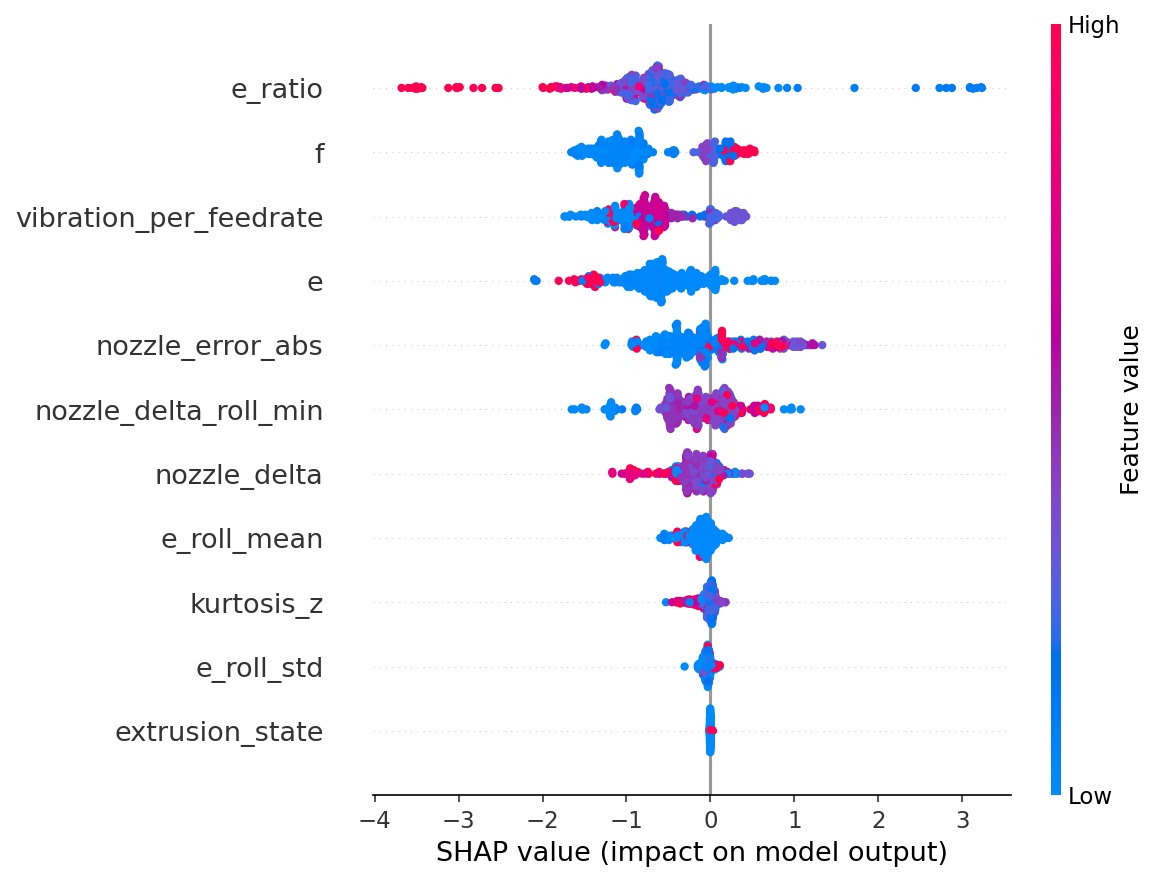 High
e_ratio
f
vibration_per_feedrate
e
nozzle_error_abs
nozzle_delta_roll_min
nozzle_delta
e_roll_mean
kurtosis_z
e_roll_std
extrusion_state
Feature value
Low
−4 −3 −2 −1 0 1 2 3
SHAP value (impact on model output)